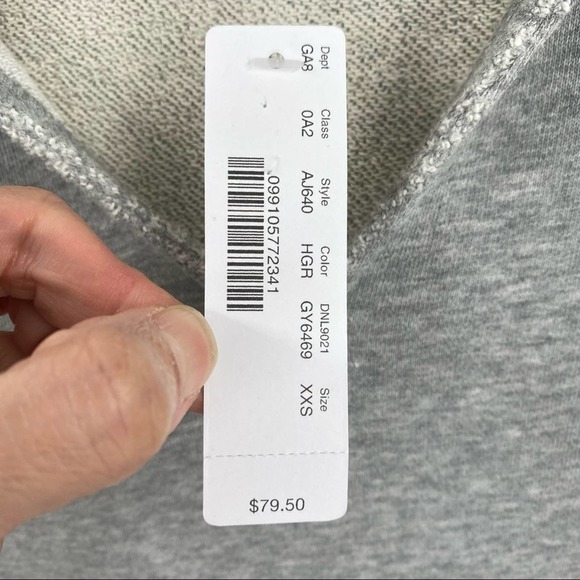 Dept Class Style Color DNL9021 Size
GA8 0A2 AJ640 HGR GY6469 XXS
099105772341
$79.50